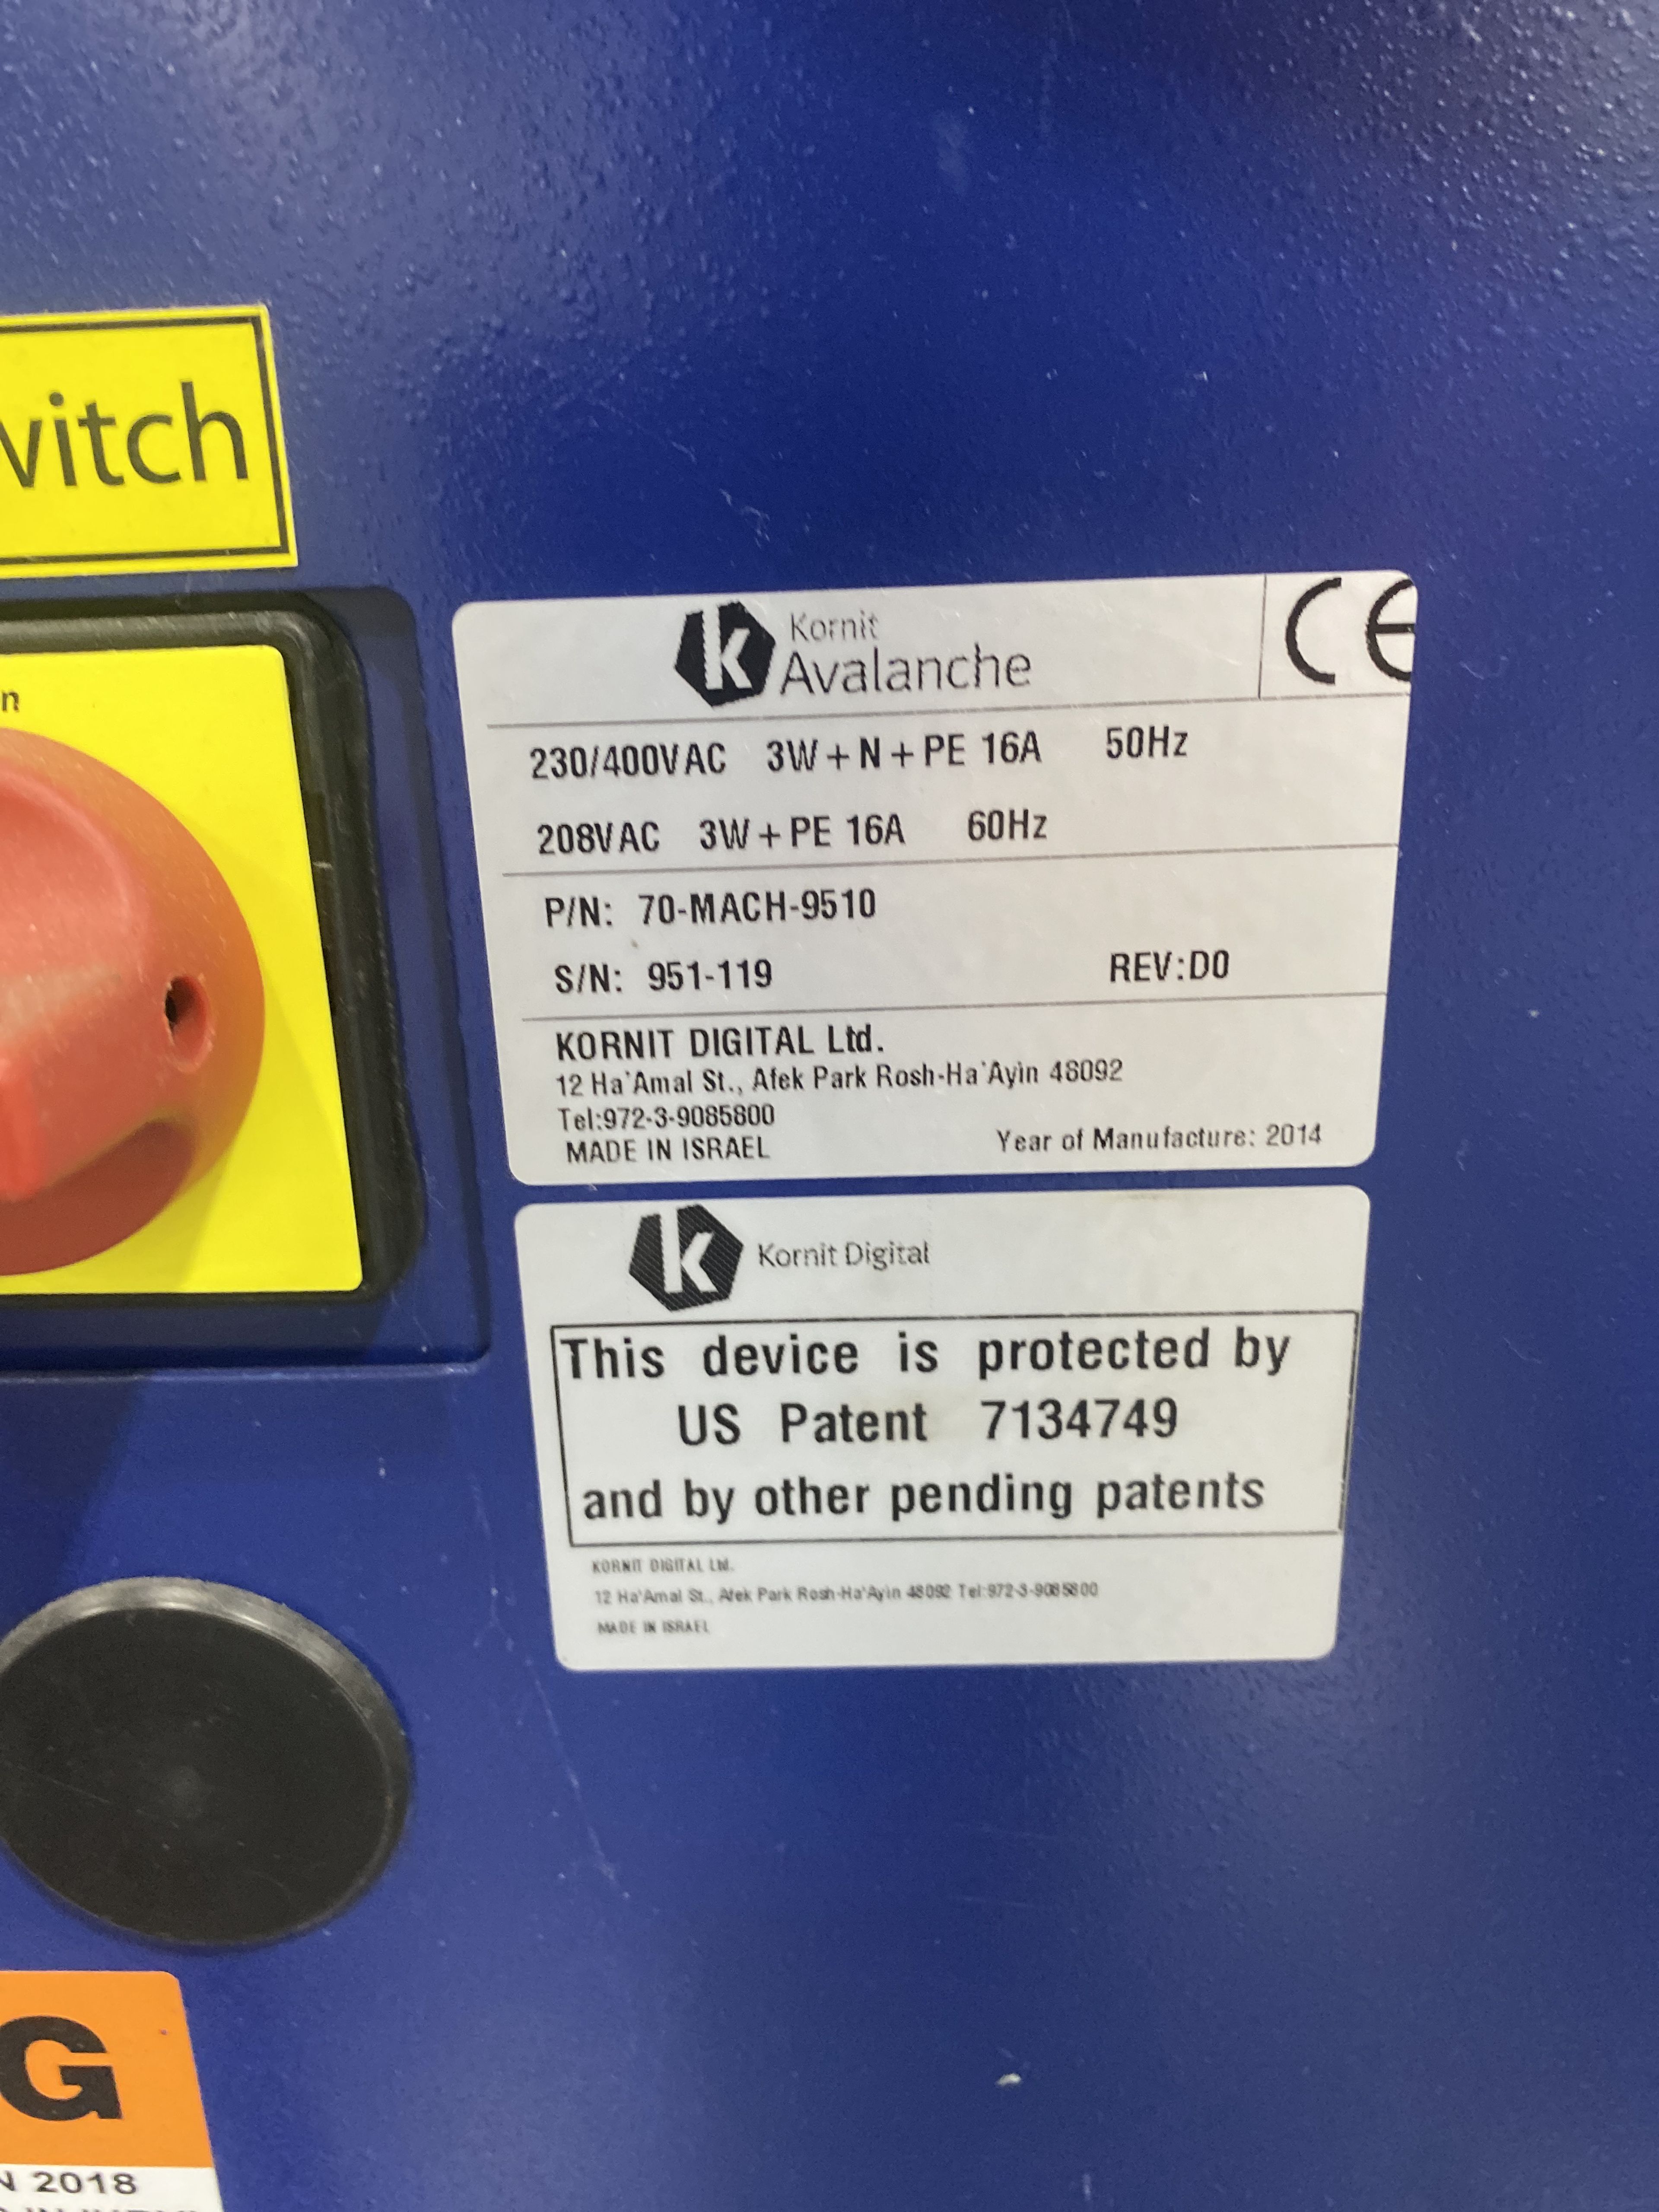 n
Kornit
Avalanche
CE
230/400VAC 3W + N + PE 16A 50Hz
208VAC 3W + PE 16A 60Hz
P/N: 70-MACH-9510
S/N: 951-119 REV:D0
KORNIT DIGITAL Ltd.
12 Ha'Amal St., Afek Park Rosh-Ha'Ayin 48092
Tel:972-3-9085800
MADE IN ISRAEL Year of Manufacture: 2014
k Kornit Digital
This device is protected by
US Patent 7134749
and by other pending patents
KORNIT DIGITAL Ltd.
12 Ha'Amal St., Afek Park Rosh-Ha'Ayin 48092 Tel:972-3-9085800
MADE IN ISRAEL
G
N 2018